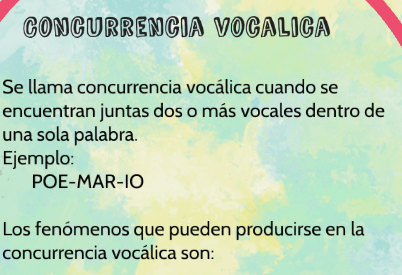 CONCURRENCIA VOCALICA
Se llama concurrencia vocálica cuando se
encuentran juntas dos o más vocales dentro de
una sola palabra.
Ejemplo:
POE-MAR-IO
Los fenómenos que pueden producirse en la
concurrencia vocálica son: